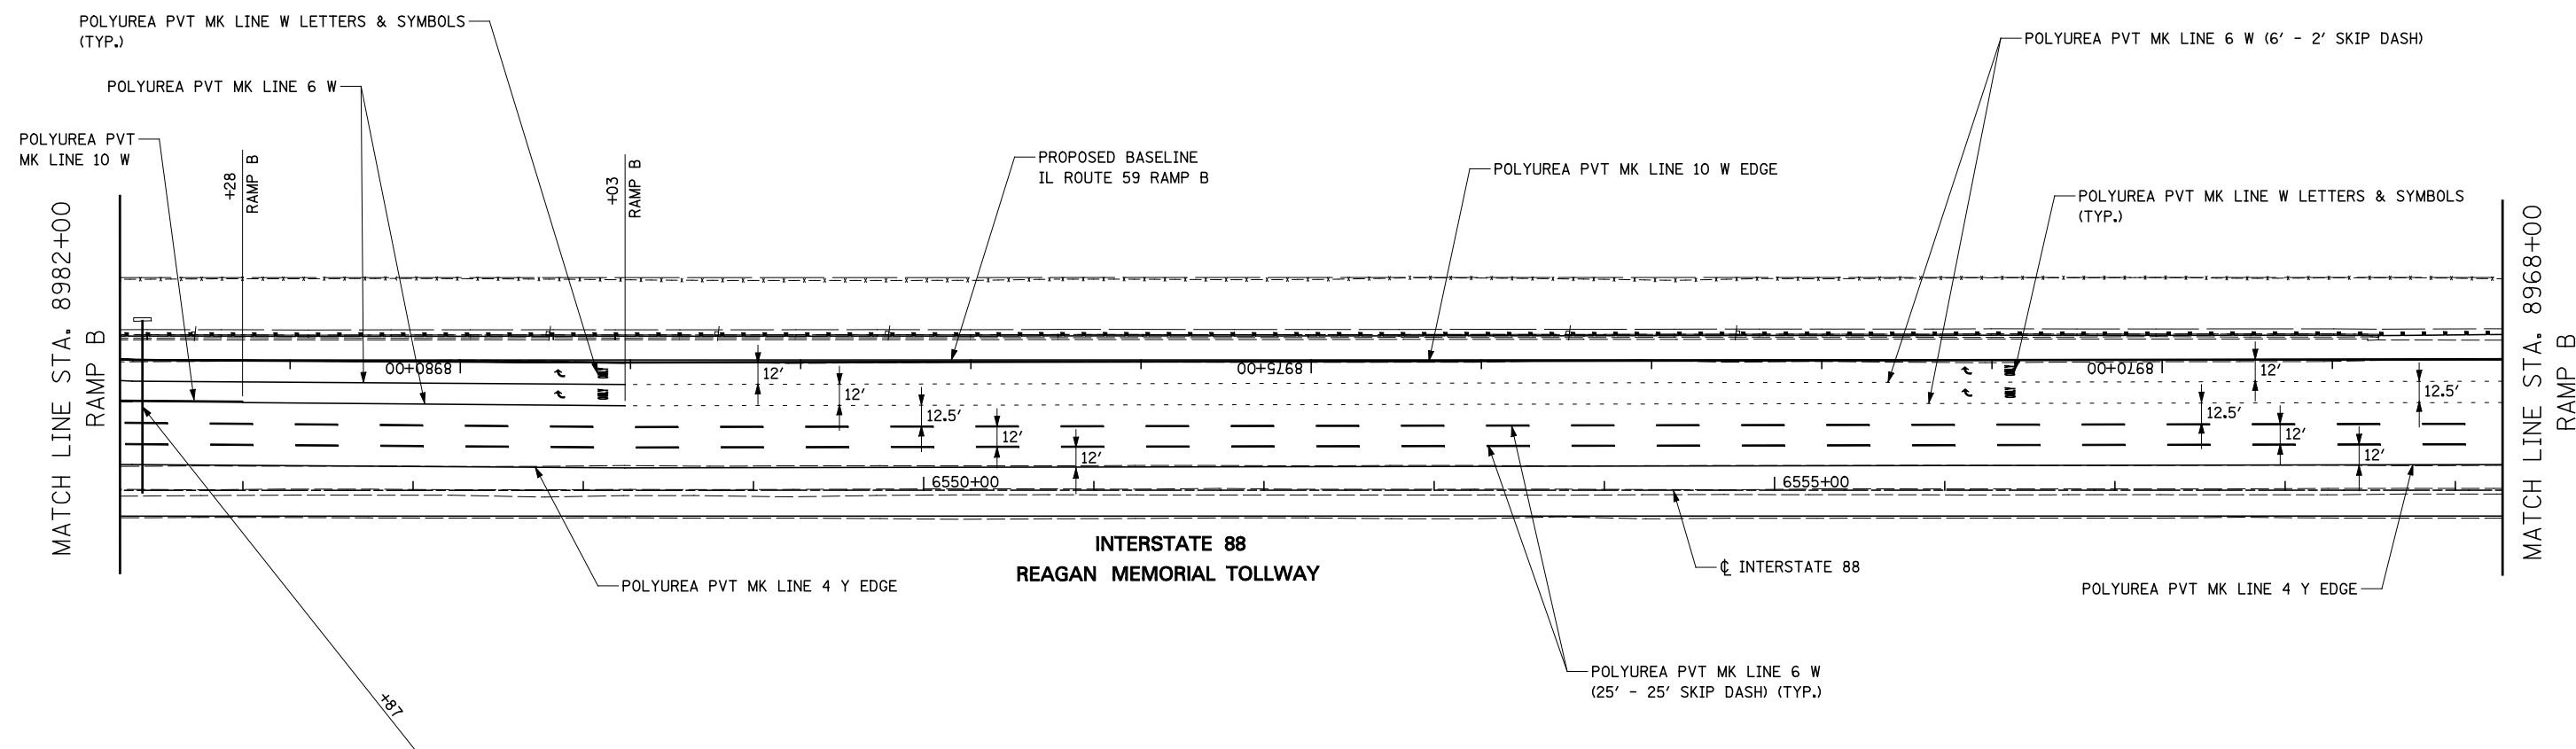 POLYUREA PVT MK LINE W LETTERS & SYMBOLS
(TYP.)
POLYUREA PVT MK LINE 6 W (6' - 2' SKIP DASH)
POLYUREA PVT MK LINE 6 W
POLYUREA PVT
MK LINE 10 W
+28
RAMP B
+03
RAMP B
PROPOSED BASELINE
IL ROUTE 59 RAMP B
POLYUREA PVT MK LINE 10 W EDGE
POLYUREA PVT MK LINE W LETTERS & SYMBOLS
(TYP.)
MATCH LINE STA. 8982+00
RAMP B
MATCH LINE STA. 8968+00
RAMP B
8980+00
8975+00
8970+00
12'
12'
12.5'
12'
12'
12'
12.5'
12.5'
12'
12'
6550+00
6555+00
INTERSTATE 88
REAGAN MEMORIAL TOLLWAY
℄ INTERSTATE 88
POLYUREA PVT MK LINE 4 Y EDGE
POLYUREA PVT MK LINE 4 Y EDGE
POLYUREA PVT MK LINE 6 W
(25' - 25' SKIP DASH) (TYP.)
+87